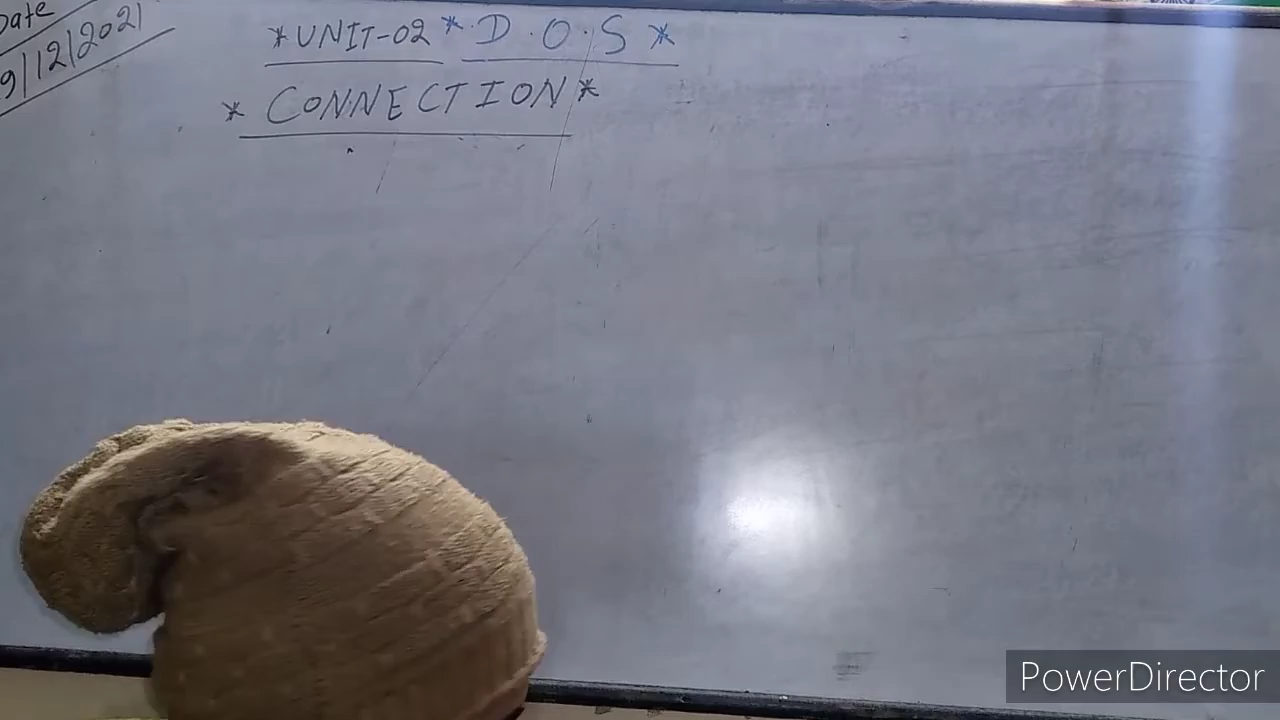 Date
9/12/2021
*UNIT-02 * D.O.S *
* CONNECTION *
PowerDirector